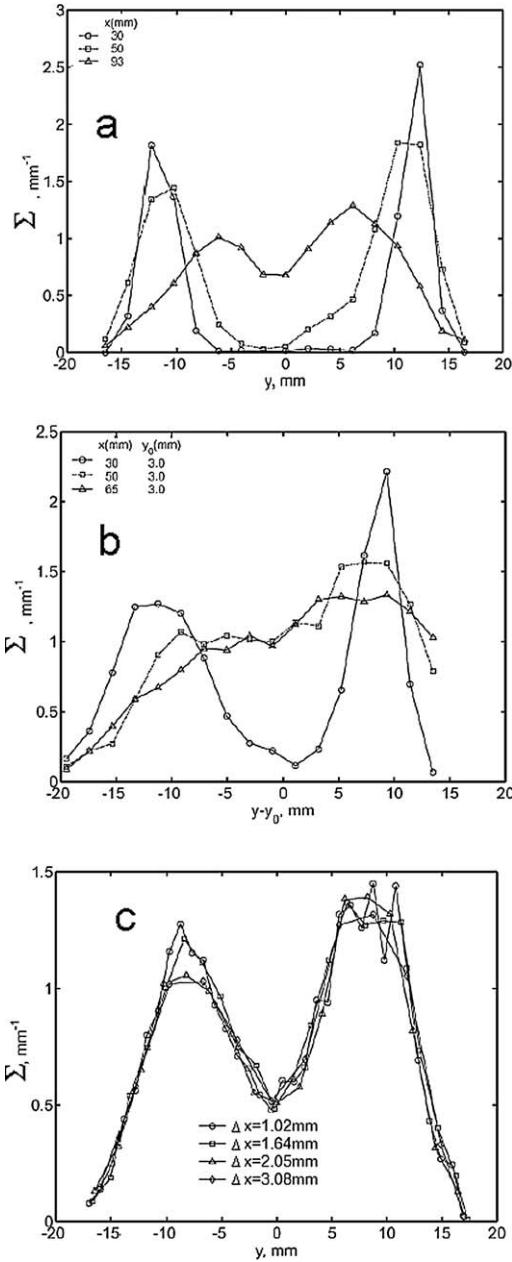 x(mm)
30
50
93
a
3
2.5
2
1.5
1
0.5
0
Σ , mm⁻¹
-20 -15 -10 -5 0 5 10 15 20
y, mm
x(mm) y₀(mm)
30 3.0
50 3.0
65 3.0
b
2.5
2
1.5
1
0.5
0
Σ , mm⁻¹
-20 -15 -10 -5 0 5 10 15 20
y-y₀, mm
c
1.5
1
0.5
0
Σ, mm⁻¹
Δ x=1.02mm
Δ x=1.64mm
Δ x=2.05mm
Δ x=3.08mm
-20 -15 -10 -5 0 5 10 15 20
y, mm